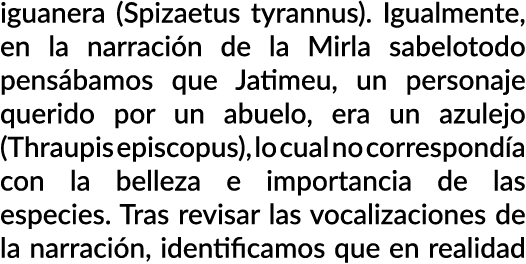 iguanera (Spizaetus tyrannus). Igualmente,
en la narración de la Mirla sabelotodo
pensábamos que Jatimeu, un personaje
querido por un abuelo, era un azulejo
(Thraupis episcopus), lo cual no correspondía
con la belleza e importancia de las
especies. Tras revisar las vocalizaciones de
la narración, identificamos que en realidad